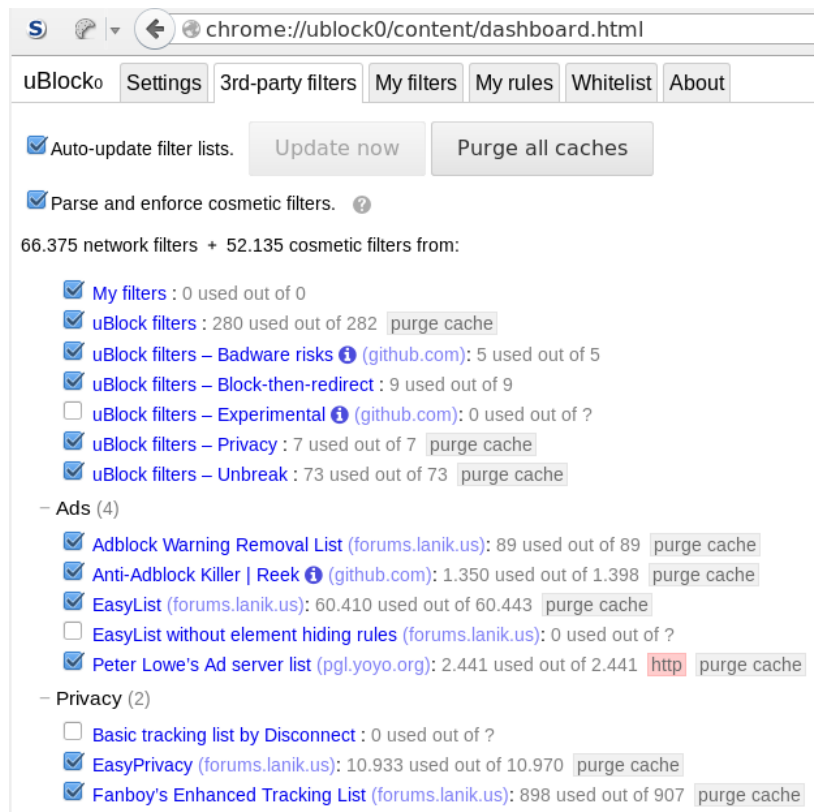 S chrome://ublock0/content/dashboard.html
uBlock0 Settings 3rd-party filters My filters My rules Whitelist About
Auto-update filter lists. Update now Purge all caches
Parse and enforce cosmetic filters. ?
66.375 network filters + 52.135 cosmetic filters from:
My filters : 0 used out of 0
uBlock filters : 280 used out of 282 purge cache
uBlock filters – Badware risks i (github.com): 5 used out of 5
uBlock filters – Block-then-redirect : 9 used out of 9
uBlock filters – Experimental i (github.com): 0 used out of ?
uBlock filters – Privacy : 7 used out of 7 purge cache
uBlock filters – Unbreak : 73 used out of 73 purge cache
– Ads (4)
Adblock Warning Removal List (forums.lanik.us): 89 used out of 89 purge cache
Anti-Adblock Killer | Reek i (github.com): 1.350 used out of 1.398 purge cache
EasyList (forums.lanik.us): 60.410 used out of 60.443 purge cache
EasyList without element hiding rules (forums.lanik.us): 0 used out of ?
Peter Lowe’s Ad server list (pgl.yoyo.org): 2.441 used out of 2.441 http purge cache
– Privacy (2)
Basic tracking list by Disconnect : 0 used out of ?
EasyPrivacy (forums.lanik.us): 10.933 used out of 10.970 purge cache
Fanboy’s Enhanced Tracking List (forums.lanik.us): 898 used out of 907 purge cache